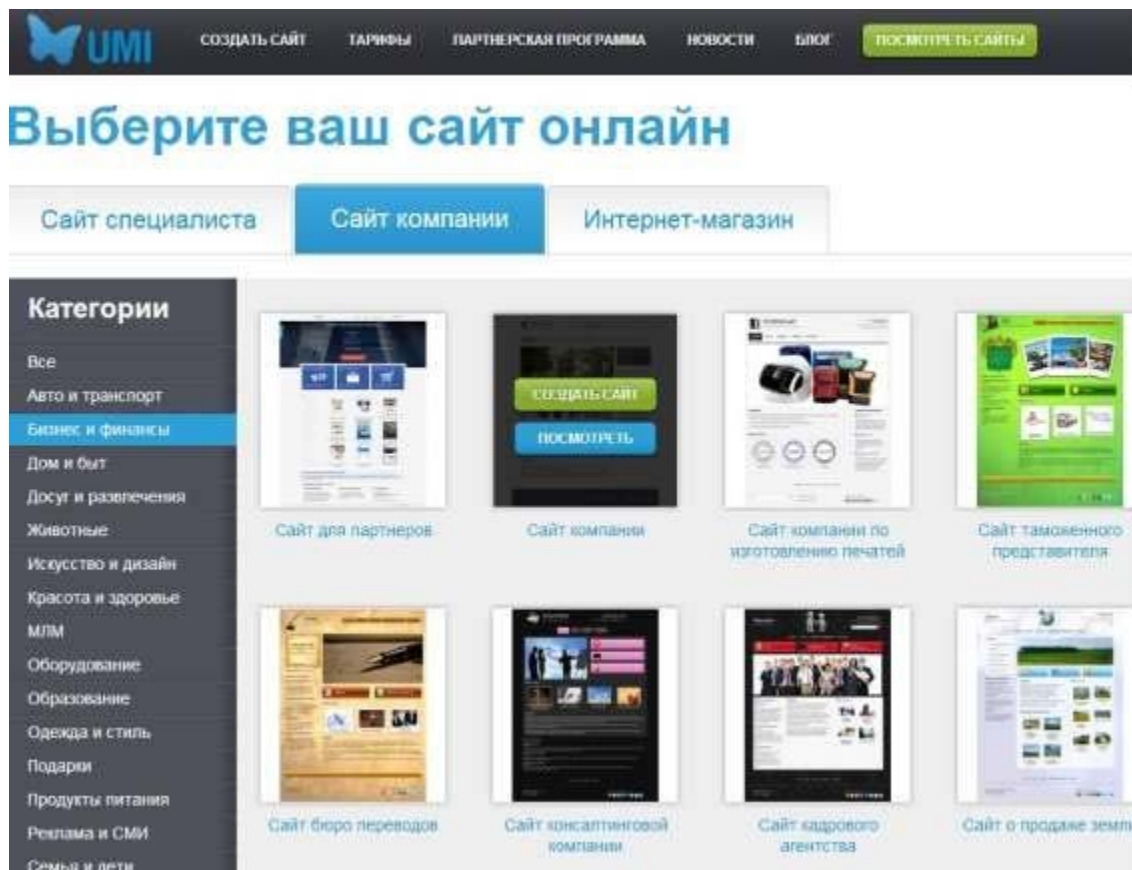 UMI
СОЗДАТЬ САЙТ ТАРИФЫ ПАРТНЕРСКАЯ ПРОГРАММА НОВОСТИ БЛОГ ПОСМОТРЕТЬ САЙТЫ
Выберите ваш сайт онлайн
Сайт специалиста Сайт компании Интернет-магазин
Категории
Все
Авто и транспорт
Бизнес и финансы
Дом и быт
Досуг и развлечения
Животные
Искусство и дизайн
Красота и здоровье
МЛМ
Оборудование
Образование
Одежда и стиль
Подарки
Продукты питания
Реклама и СМИ
Семья и дети
СОЗДАТЬ САЙТ
ПОСМОТРЕТЬ
Сайт для партнеров
Сайт компании
Сайт компании по
изготовлению печатей
Сайт таможенного
представителя
Сайт бюро переводов
Сайт консалтинговой
компании
Сайт кадрового
агентства
Сайт о продаже земли